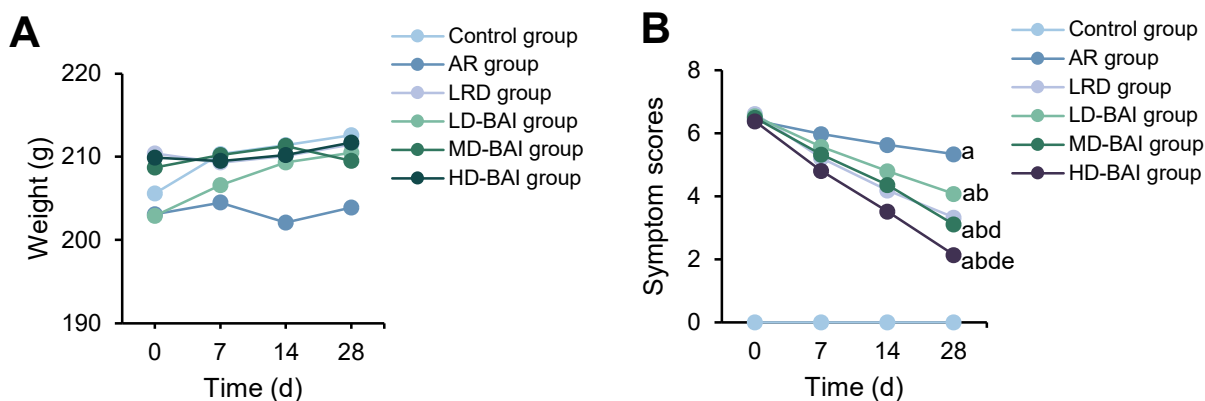 A
Weight (g)
220
210
200
190
0 7 14 28
Time (d)
Control group
AR group
LRD group
LD-BAI group
MD-BAI group
HD-BAI group
B
Symptom scores
8
6
4
2
0
0 7 14 28
Time (d)
a
ab
abd
abde
Control group
AR group
LRD group
LD-BAI group
MD-BAI group
HD-BAI group